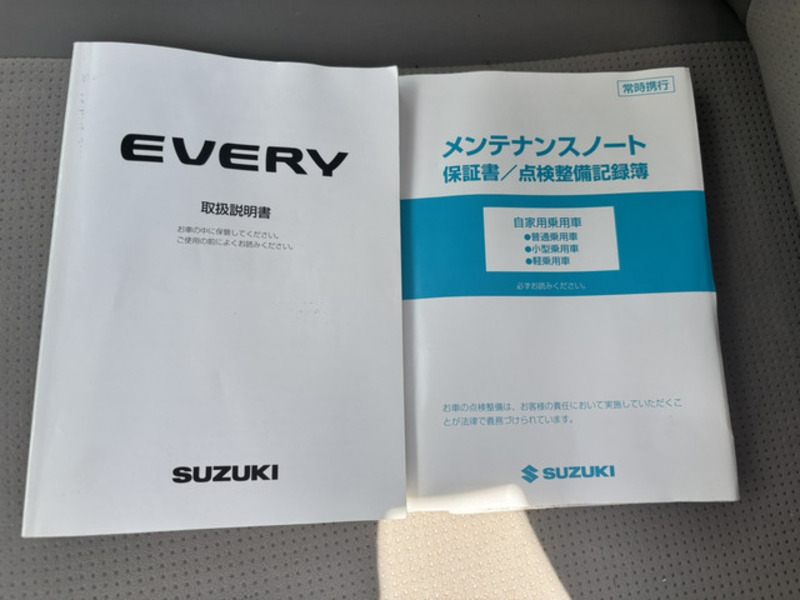 EVERY
取扱説明書
お車の中に保管してください。
ご使用の前によくお読みください。
SUZUKI
常時携行
メンテナンスノート
保証書／点検整備記録簿
自家用乗用車
●普通乗用車
●小型乗用車
●軽乗用車
必ずお読みください。
お車の点検整備は、お客様の責任において実施していただくこ
とが法律で義務づけられています。
SUZUKI